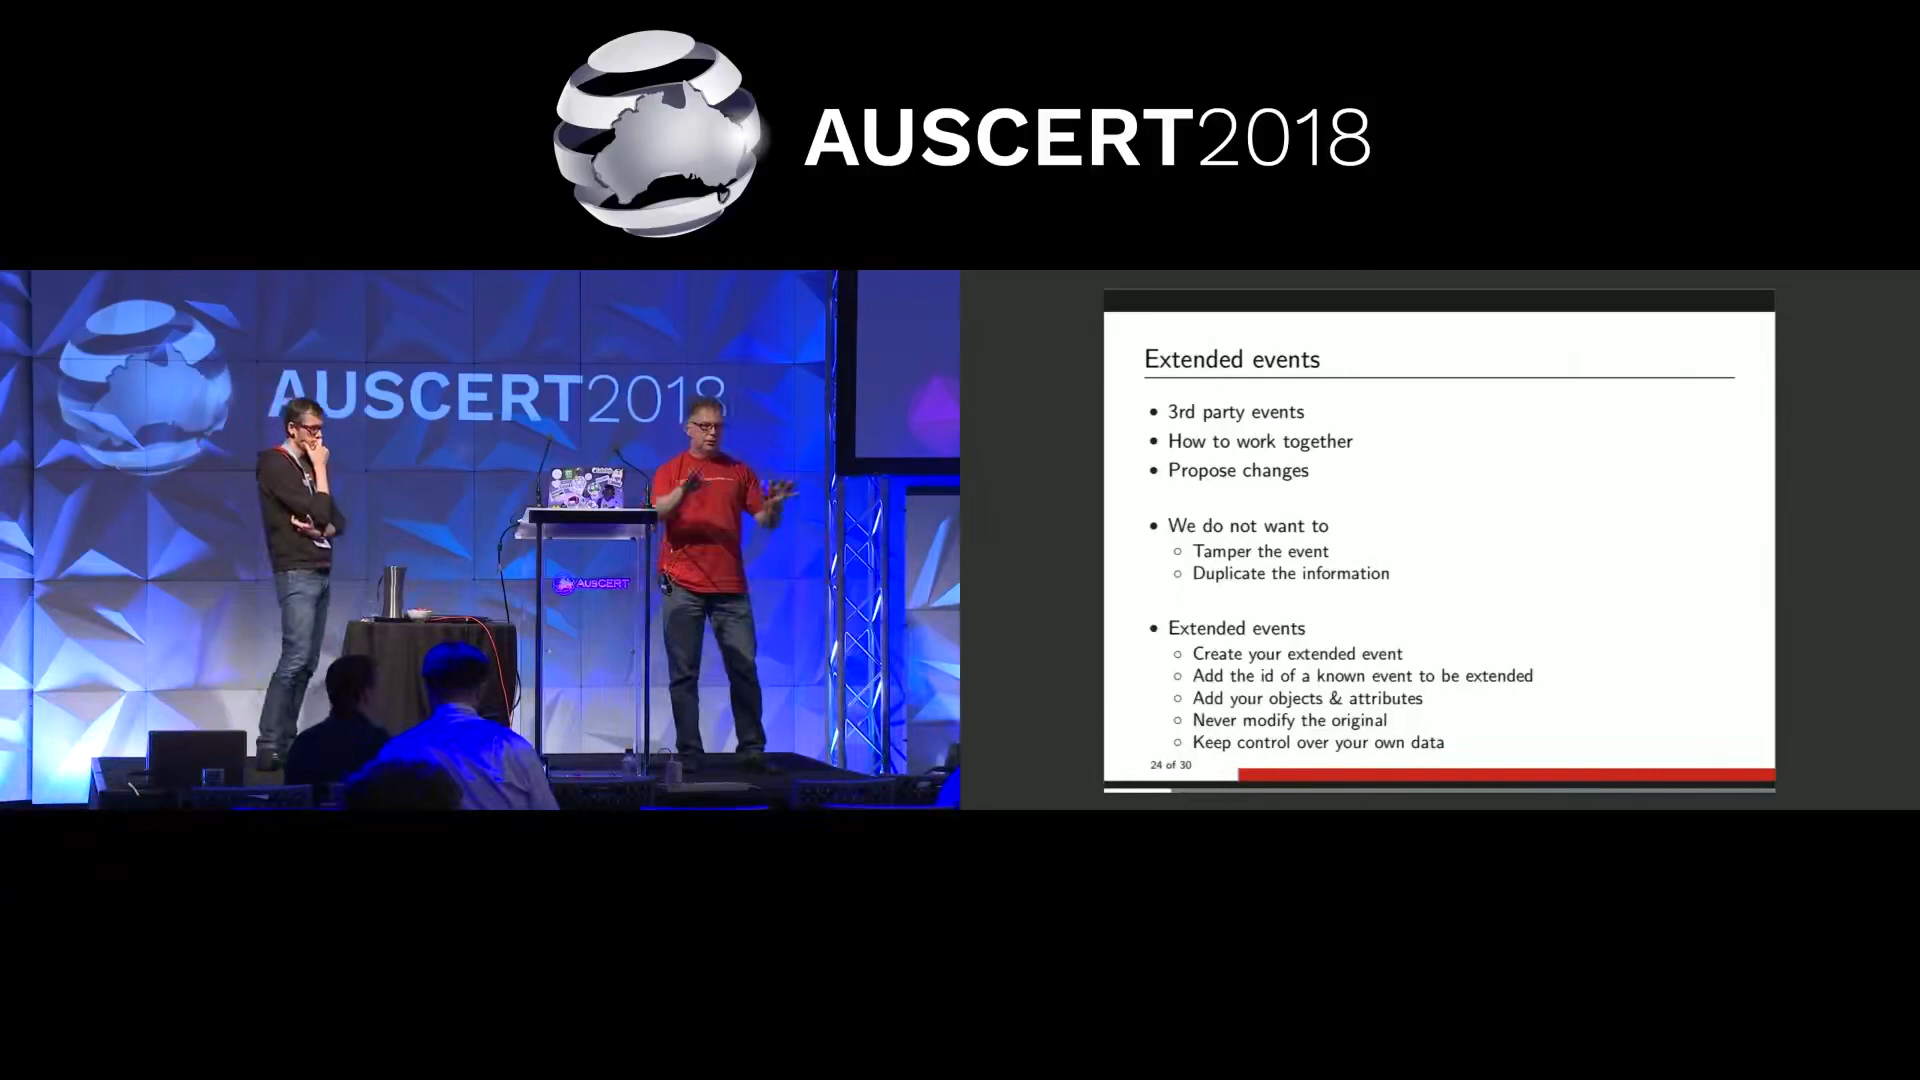 AUSCERT2018
AUSCERT2018
AUSCERT
Extended events
• 3rd party events
• How to work together
• Propose changes
• We do not want to
◦ Tamper the event
◦ Duplicate the information
• Extended events
◦ Create your extended event
◦ Add the id of a known event to be extended
◦ Add your objects & attributes
◦ Never modify the original
◦ Keep control over your own data
24 of 30